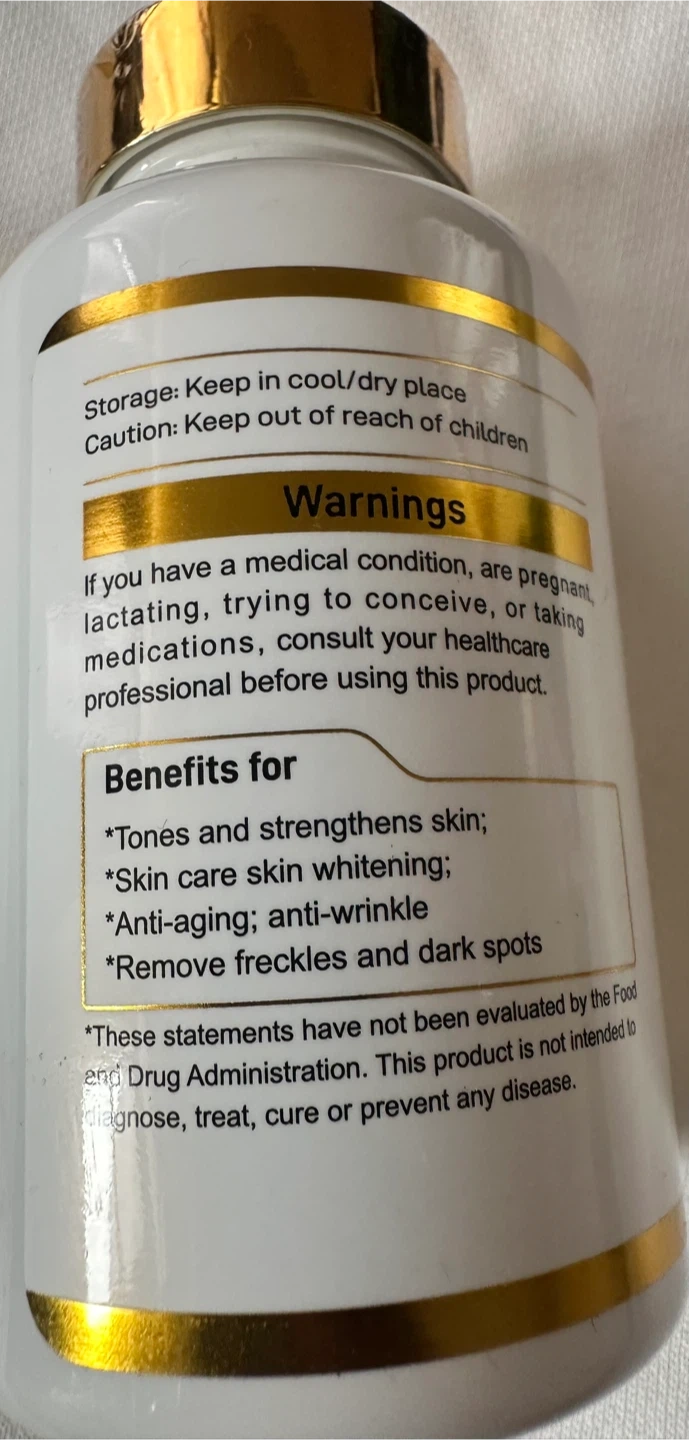 Storage: Keep in cool/dry place
Caution: Keep out of reach of children
Warnings
If you have a medical condition, are pregnant,
lactating, trying to conceive, or taking
medications, consult your healthcare
professional before using this product.
Benefits for
*Tones and strengthens skin;
*Skin care skin whitening;
*Anti-aging; anti-wrinkle
*Remove freckles and dark spots
*These statements have not been evaluated by the Food
and Drug Administration. This product is not intended to
diagnose, treat, cure or prevent any disease.